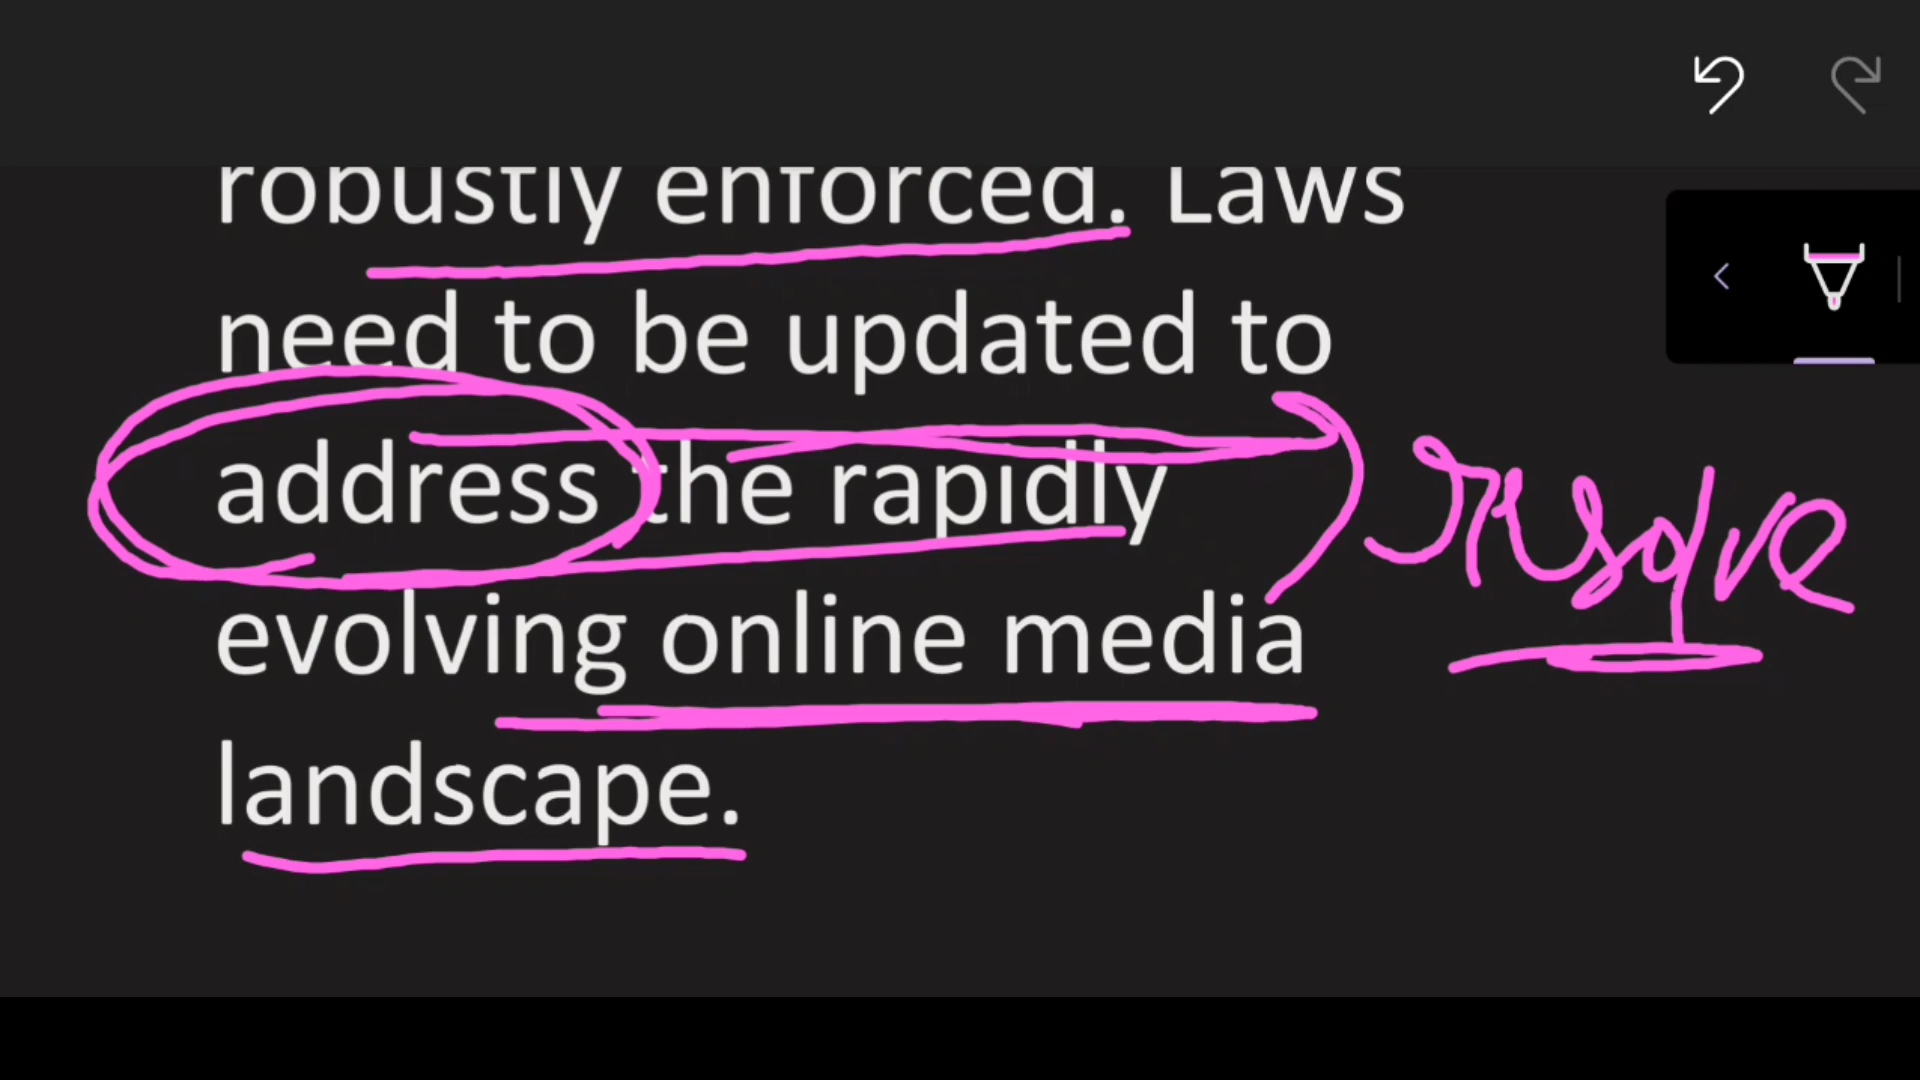 robustly enforced. Laws
need to be updated to
address the rapidly
evolving online media
landscape.
resolve